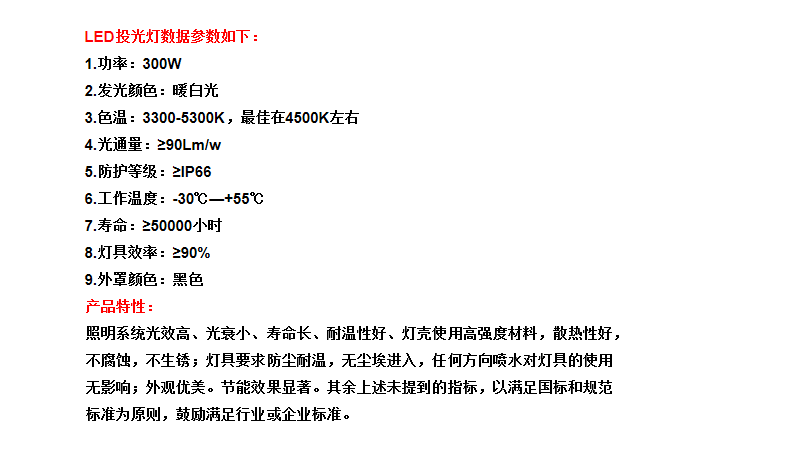 LED投光灯数据参数如下：
1.功率：300W
2.发光颜色：暖白光
3.色温：3300-5300K，最佳在4500K左右
4.光通量：≥90Lm/w
5.防护等级：≥IP66
6.工作温度：-30℃—+55℃
7.寿命：≥50000小时
8.灯具效率：≥90%
9.外罩颜色：黑色
产品特性：
照明系统光效高、光衰小、寿命长、耐温性好、灯壳使用高强度材料，散热性好，
不腐蚀，不生锈；灯具要求防尘耐温，无尘埃进入，任何方向喷水对灯具的使用
无影响；外观优美。节能效果显著。其余上述未提到的指标，以满足国标和规范
标准为原则，鼓励满足行业或企业标准。